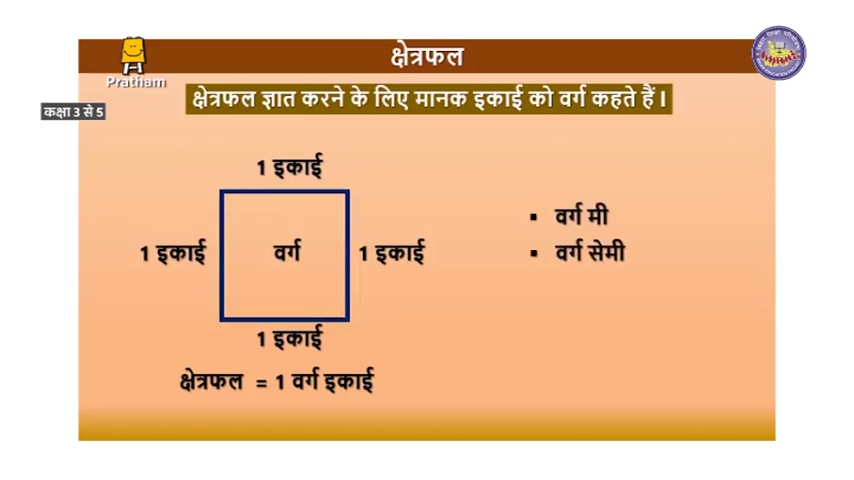 क्षेत्रफल
Pratham
क्षेत्रफल ज्ञात करने के लिए मानक इकाई को वर्ग कहते हैं I
कक्षा 3 से 5
1 इकाई
1 इकाई वर्ग 1 इकाई
1 इकाई
क्षेत्रफल = 1 वर्ग इकाई
▪ वर्ग मी
▪ वर्ग सेमी